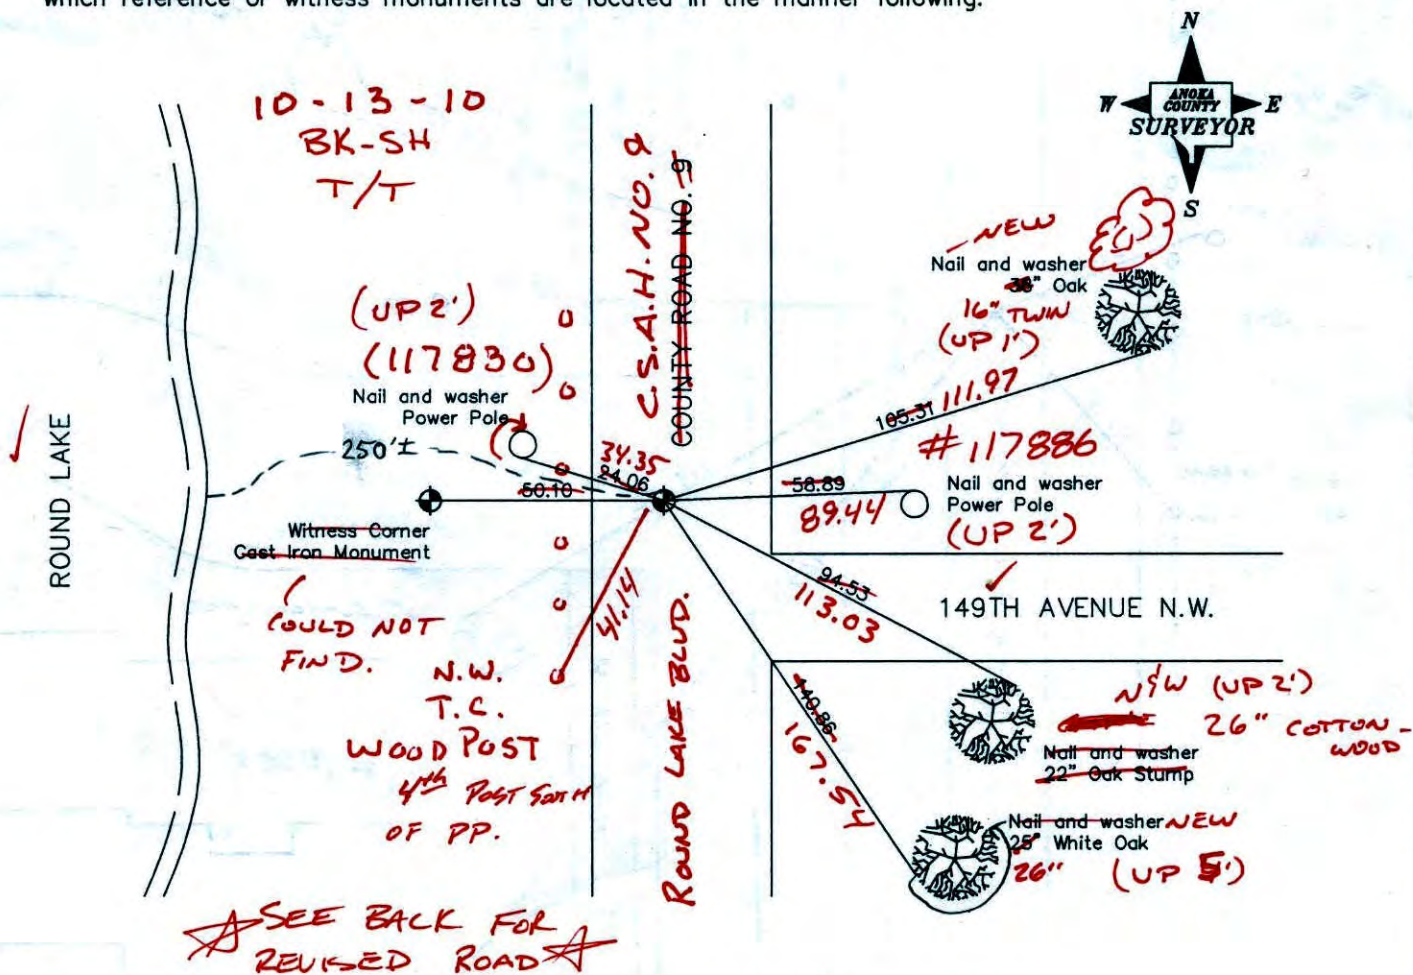 which reference or witness monuments are located in the manner following:
N
W
ANOKA
COUNTY
E
SURVEYOR
S
10-13-10
BK-SH
T/T
C.S.A.H. NO. 9
COUNTY ROAD NO. 9
NEW
Nail and washer
36" Oak
16" TWIN
(UP 1')
(UP 2')
(117830)
Nail and washer
Power Pole
105.31 111.97
#117886
ROUND LAKE
250'±
34.35
24.06
50.10
58.89
89.44
Nail and washer
Power Pole
(UP 2')
Witness Corner
Cast Iron Monument
COULD NOT
FIND.
41.14
94.53
113.03
149TH AVENUE N.W.
N.W.
T.C.
WOOD POST
4th POST SOUTH
OF PP.
ROUND LAKE BLVD.
140.86
167.54
N&W (UP 2')
26" COTTON-
WOOD
Nail and washer
22" Oak Stump
Nail and washer NEW
25" White Oak
26" (UP 5')
SEE BACK FOR
REVISED ROAD